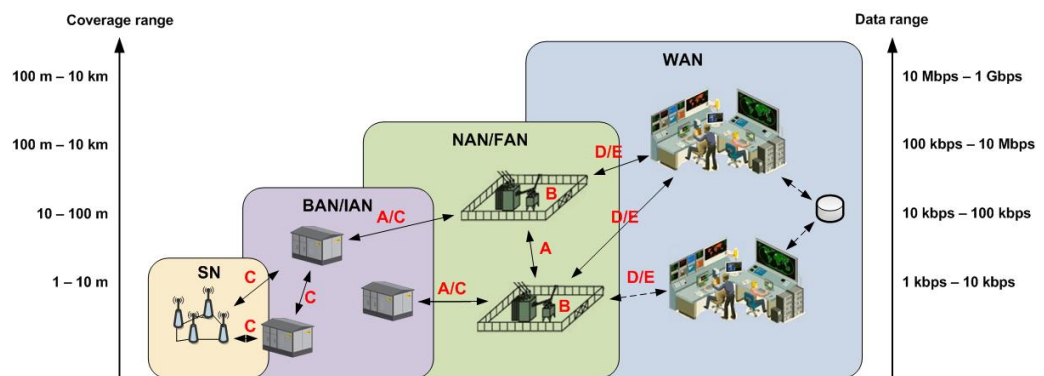 Coverage range
Data range
WAN
100 m – 10 km
10 Mbps – 1 Gbps
NAN/FAN
100 m – 10 km
100 kbps – 10 Mbps
D/E
B
BAN/IAN
A/C
D/E
10 – 100 m
10 kbps – 100 kbps
A
SN
C
A/C
D/E
1 – 10 m
1 kbps – 10 kbps
C
B
C